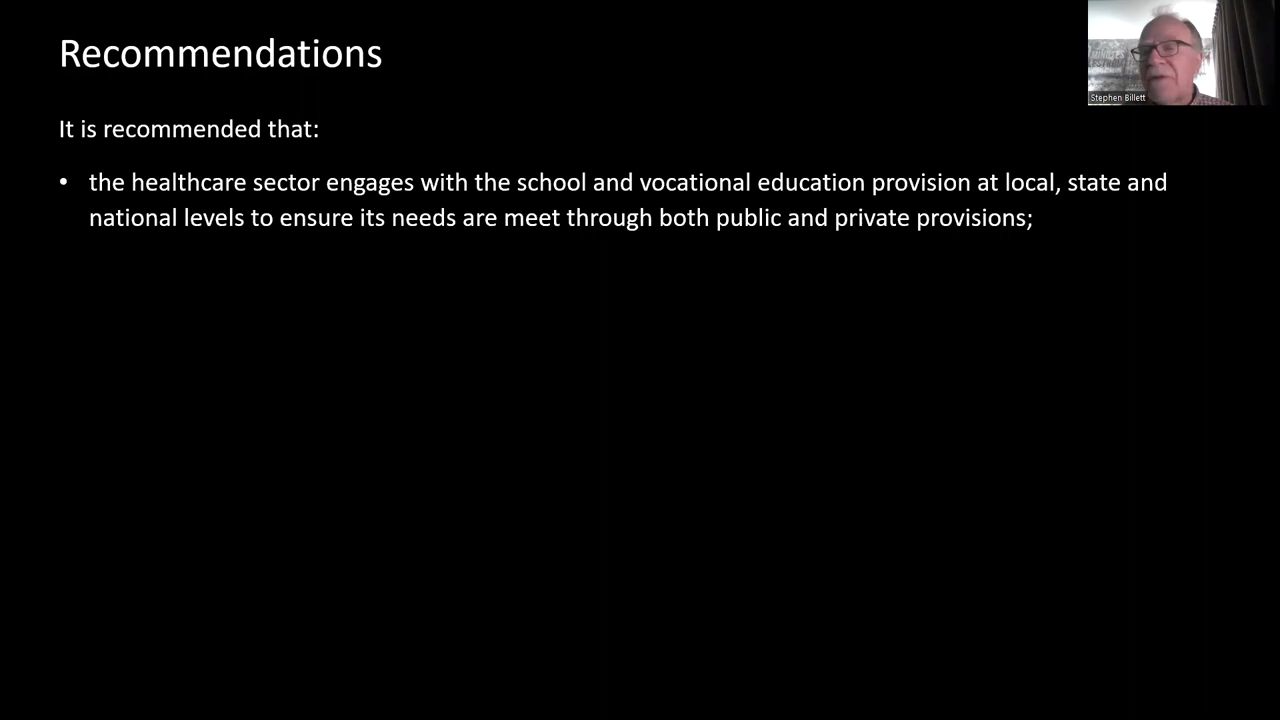 Recommendations
Stephen Billett
It is recommended that:
• the healthcare sector engages with the school and vocational education provision at local, state and
national levels to ensure its needs are meet through both public and private provisions;